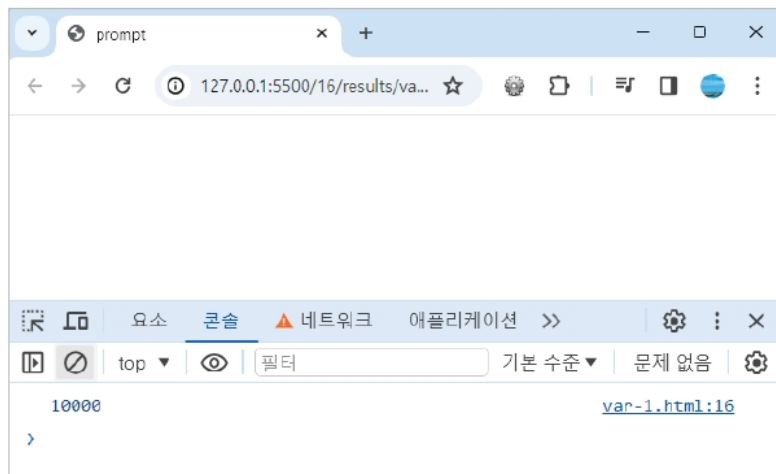 prompt
127.0.0.1:5500/16/results/va...
요소 콘솔 네트워크 애플리케이션
top 필터 기본 수준 문제 없음
10000 var-1.html:16